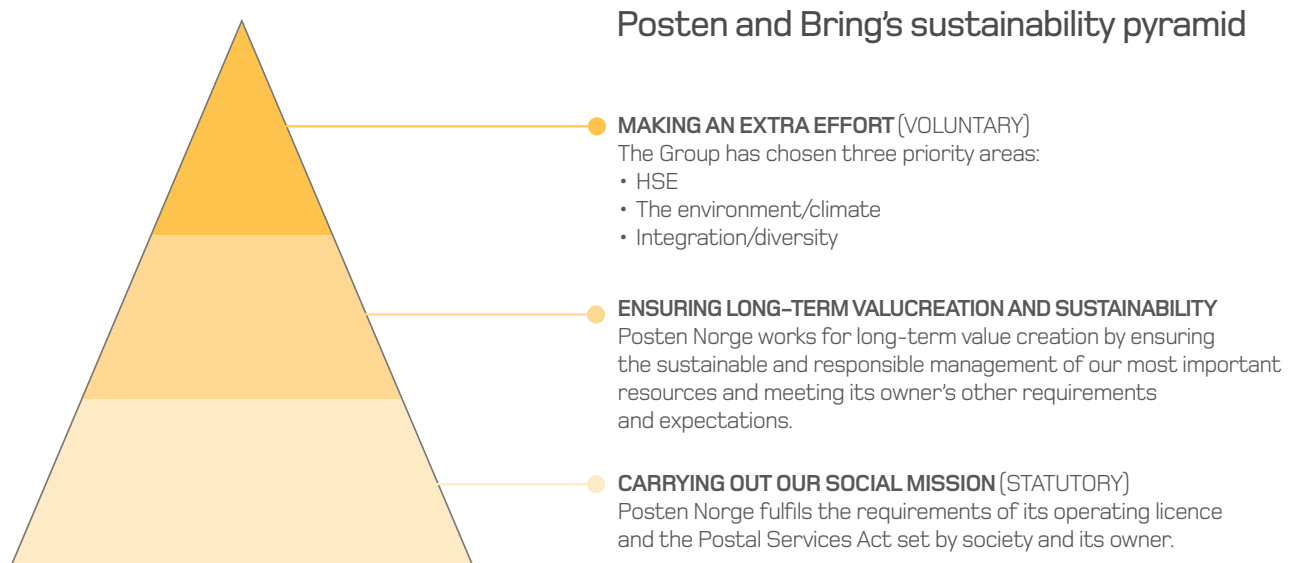 Posten and Bring's sustainability pyramid
MAKING AN EXTRA EFFORT (VOLUNTARY)
The Group has chosen three priority areas:
• HSE
• The environment/climate
• Integration/diversity
ENSURING LONG-TERM VALUCREATION AND SUSTAINABILITY
Posten Norge works for long-term value creation by ensuring
the sustainable and responsible management of our most important
resources and meeting its owner's other requirements
and expectations.
CARRYING OUT OUR SOCIAL MISSION (STATUTORY)
Posten Norge fulfils the requirements of its operating licence
and the Postal Services Act set by society and its owner.